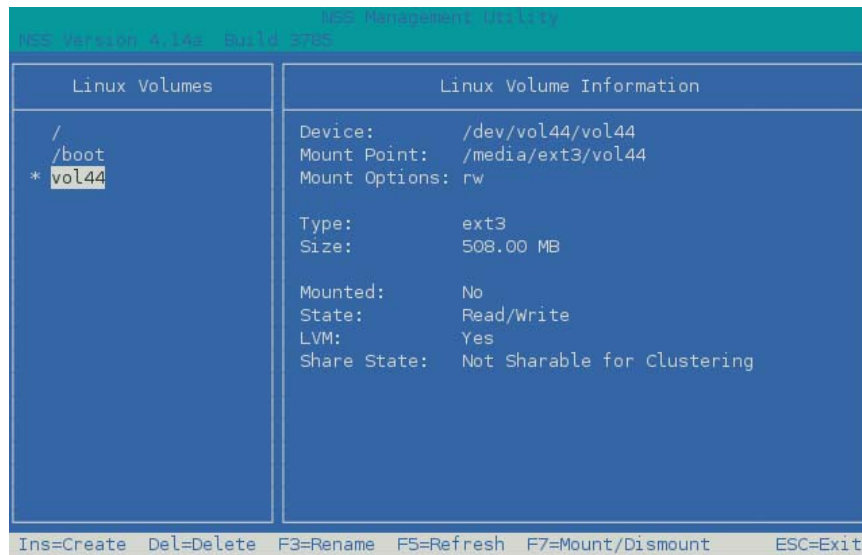 NSS Management Utility
NSS Version 4.14a Build 3785
Linux Volumes
/
/boot
* vol44
Linux Volume Information
Device: /dev/vol44/vol44
Mount Point: /media/ext3/vol44
Mount Options: rw
Type: ext3
Size: 508.00 MB
Mounted: No
State: Read/Write
LVM: Yes
Share State: Not Sharable for Clustering
Ins=Create Del=Delete F3=Rename F5=Refresh F7=Mount/Dismount ESC=Exit